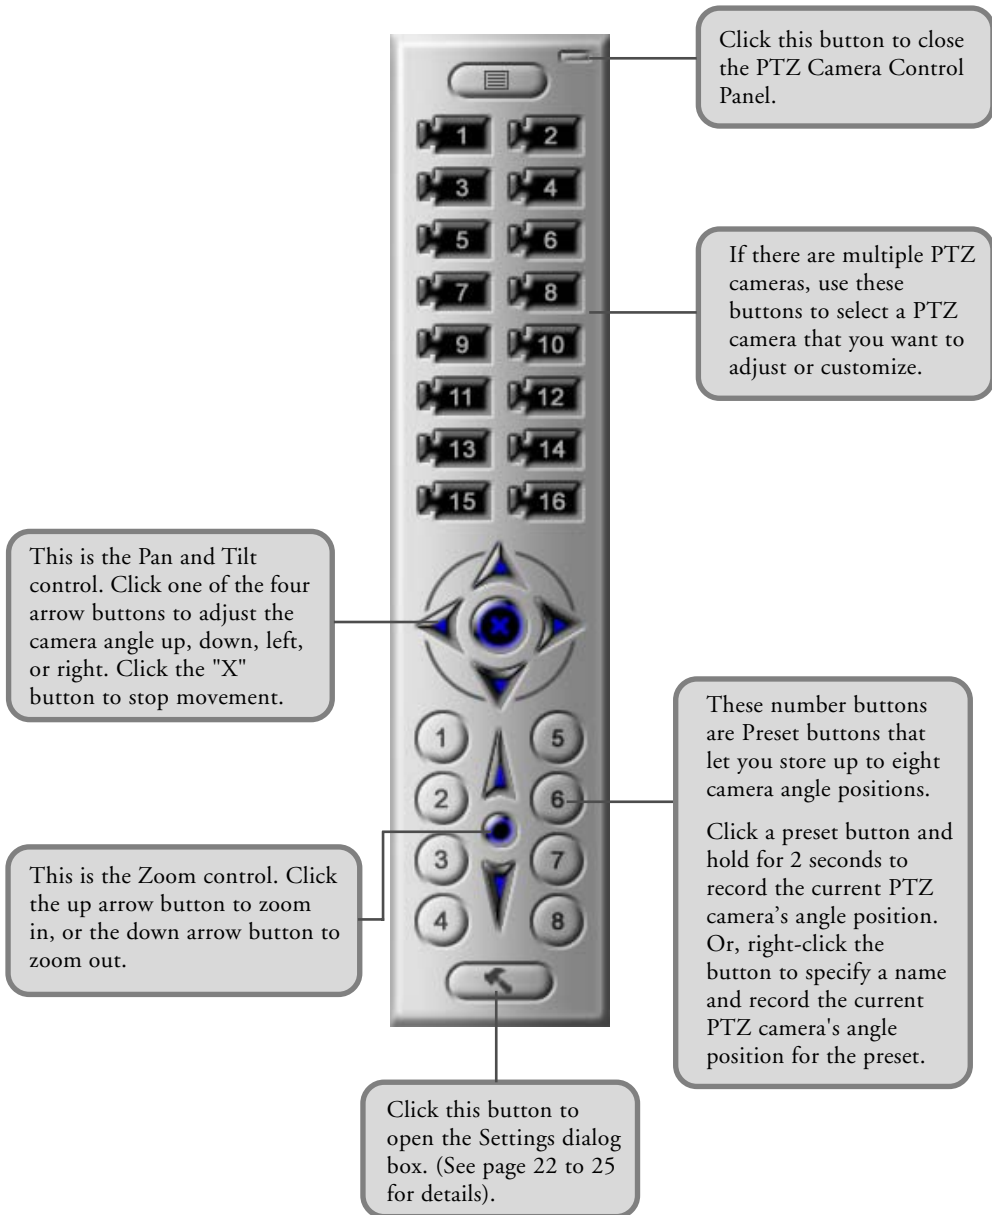 Click this button to close
the PTZ Camera Control
Panel.
1 2
3 4
5 6
7 8
9 10
11 12
13 14
15 16
If there are multiple PTZ
cameras, use these
buttons to select a PTZ
camera that you want to
adjust or customize.
This is the Pan and Tilt
control. Click one of the four
arrow buttons to adjust the
camera angle up, down, left,
or right. Click the "X"
button to stop movement.
X
1 5
2 6
3 7
4 8
These number buttons
are Preset buttons that
let you store up to eight
camera angle positions.
Click a preset button and
hold for 2 seconds to
record the current PTZ
camera’s angle position.
Or, right-click the
button to specify a name
and record the current
PTZ camera's angle
position for the preset.
This is the Zoom control. Click
the up arrow button to zoom
in, or the down arrow button to
zoom out.
Click this button to
open the Settings dialog
box. (See page 22 to 25
for details).